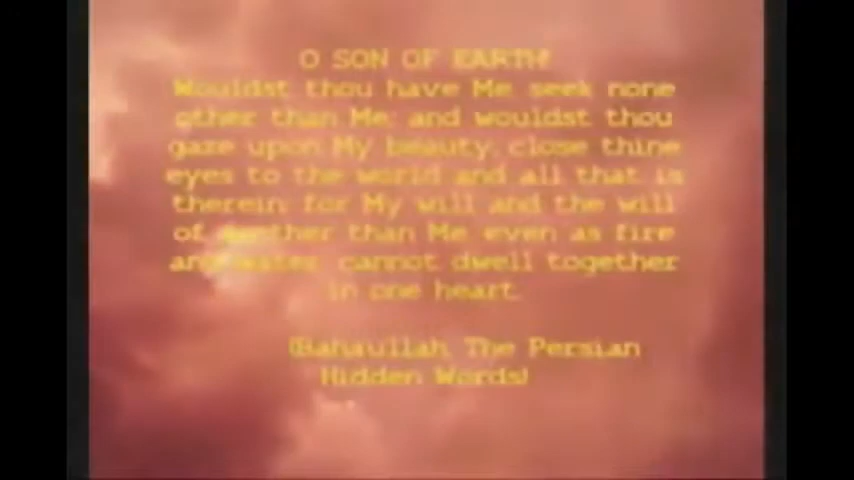 O SON OF EARTH!
Wouldst thou have Me, seek none
other than Me; and wouldst thou
gaze upon My beauty, close thine
eyes to the world and all that is
therein; for My will and the will
of another than Me, even as fire
and water, cannot dwell together
in one heart.
(Bahaullah, The Persian
Hidden Words)